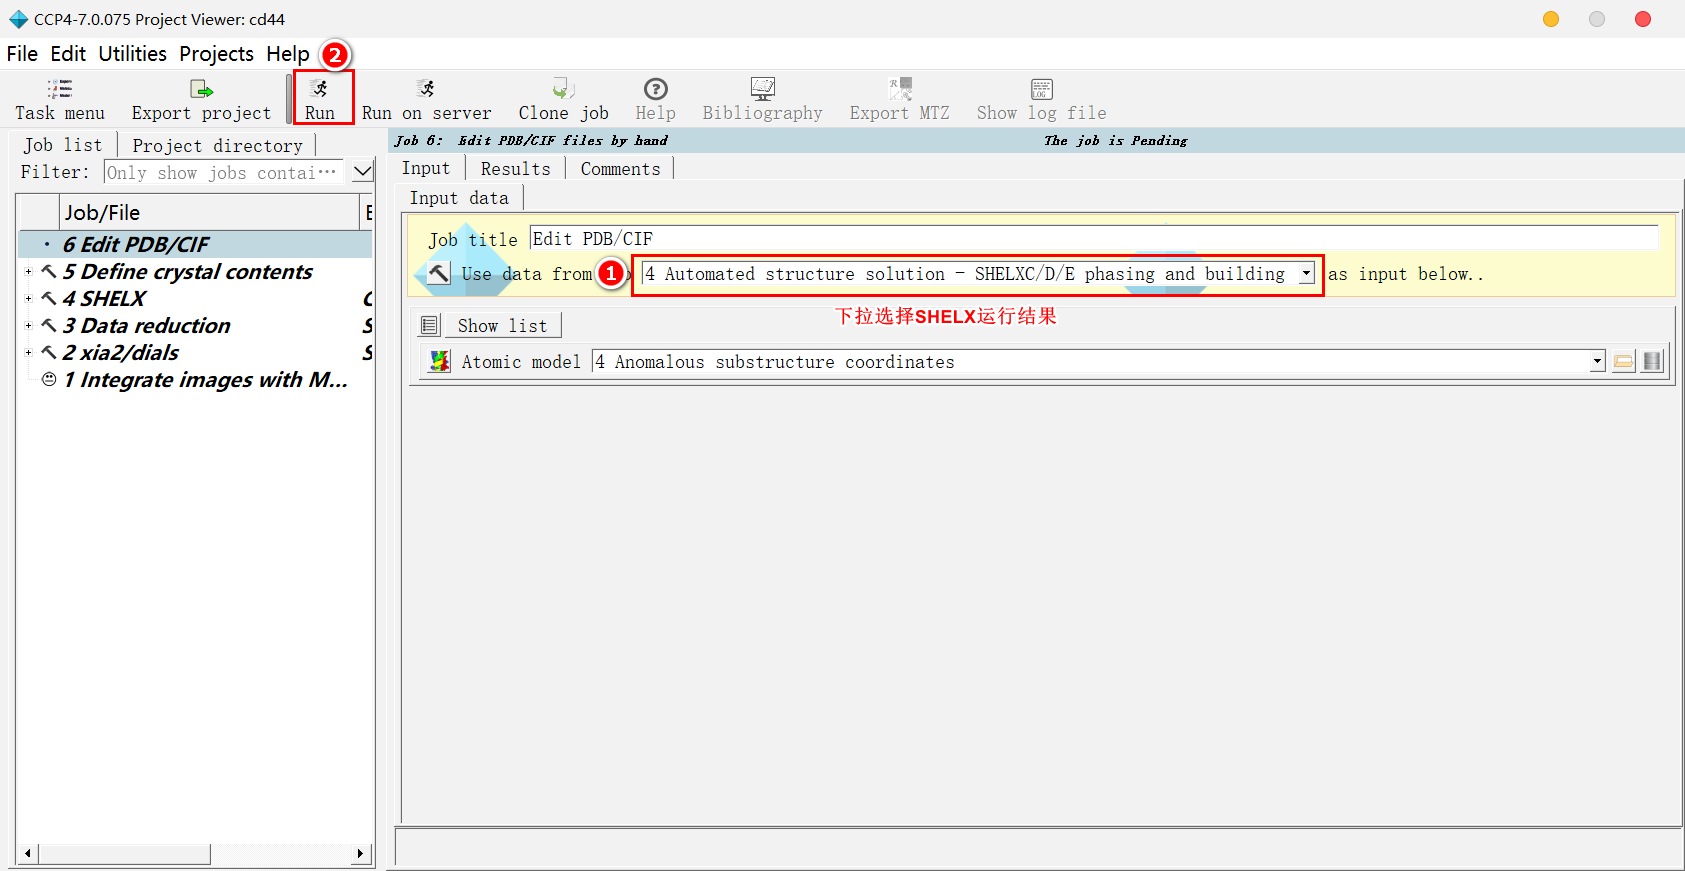 CCP4-7.0.075 Project Viewer: cd44
File Edit Utilities Projects Help 2
Task menu Export project Run Run on server Clone job Help Bibliography Export MTZ Show log file
Job list Project directory
Filter: Only show jobs contai···
Job/File E
6 Edit PDB/CIF
5 Define crystal contents
4 SHELX C
3 Data reduction S
2 xia2/dials S
1 Integrate images with M...
Job 6: Edit PDB/CIF files by hand The job is Pending
Input Results Comments
Input data
Job title Edit PDB/CIF
Use data from 1 4 Automated structure solution - SHELXC/D/E phasing and building as input below..
下拉选择SHELX运行结果
Show list
Atomic model 4 Anomalous substructure coordinates